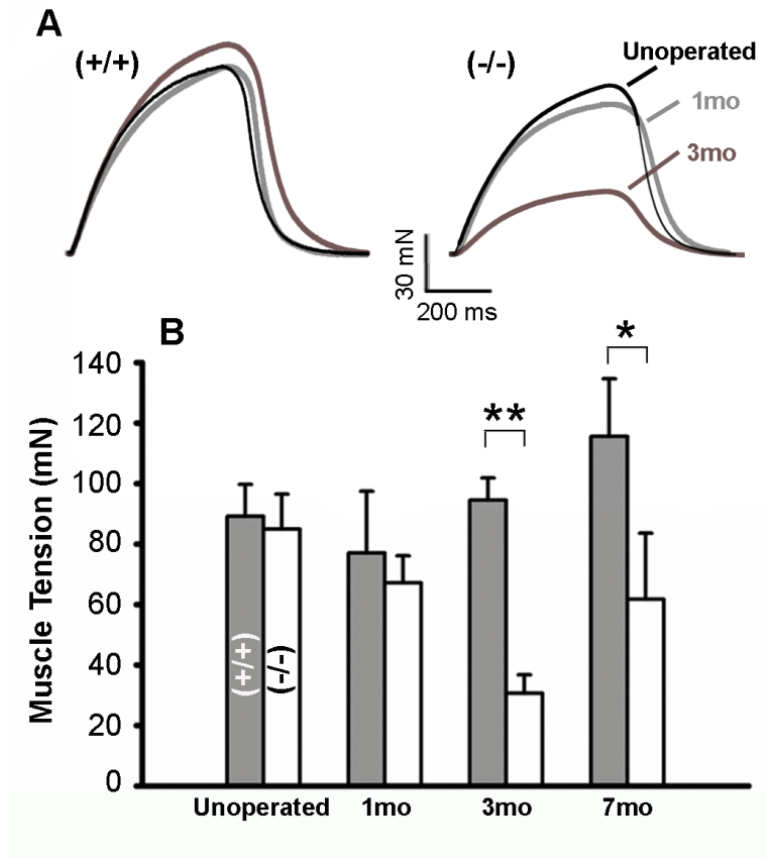 A
(+/+)
(-/-)
Unoperated
1mo
3mo
30 mN
200 ms
B
Muscle Tension (mN)
140
120
100
80
60
40
20
0
**
*
(+/+)
(-/-)
Unoperated
1mo
3mo
7mo